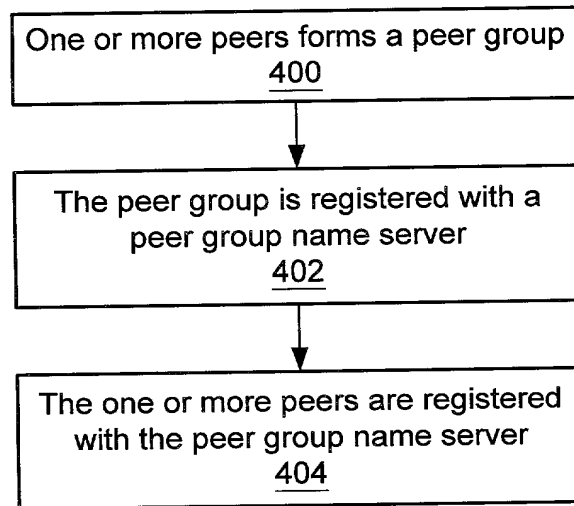 One or more peers forms a peer group
400
The peer group is registered with a
peer group name server
402
The one or more peers are registered
with the peer group name server
404